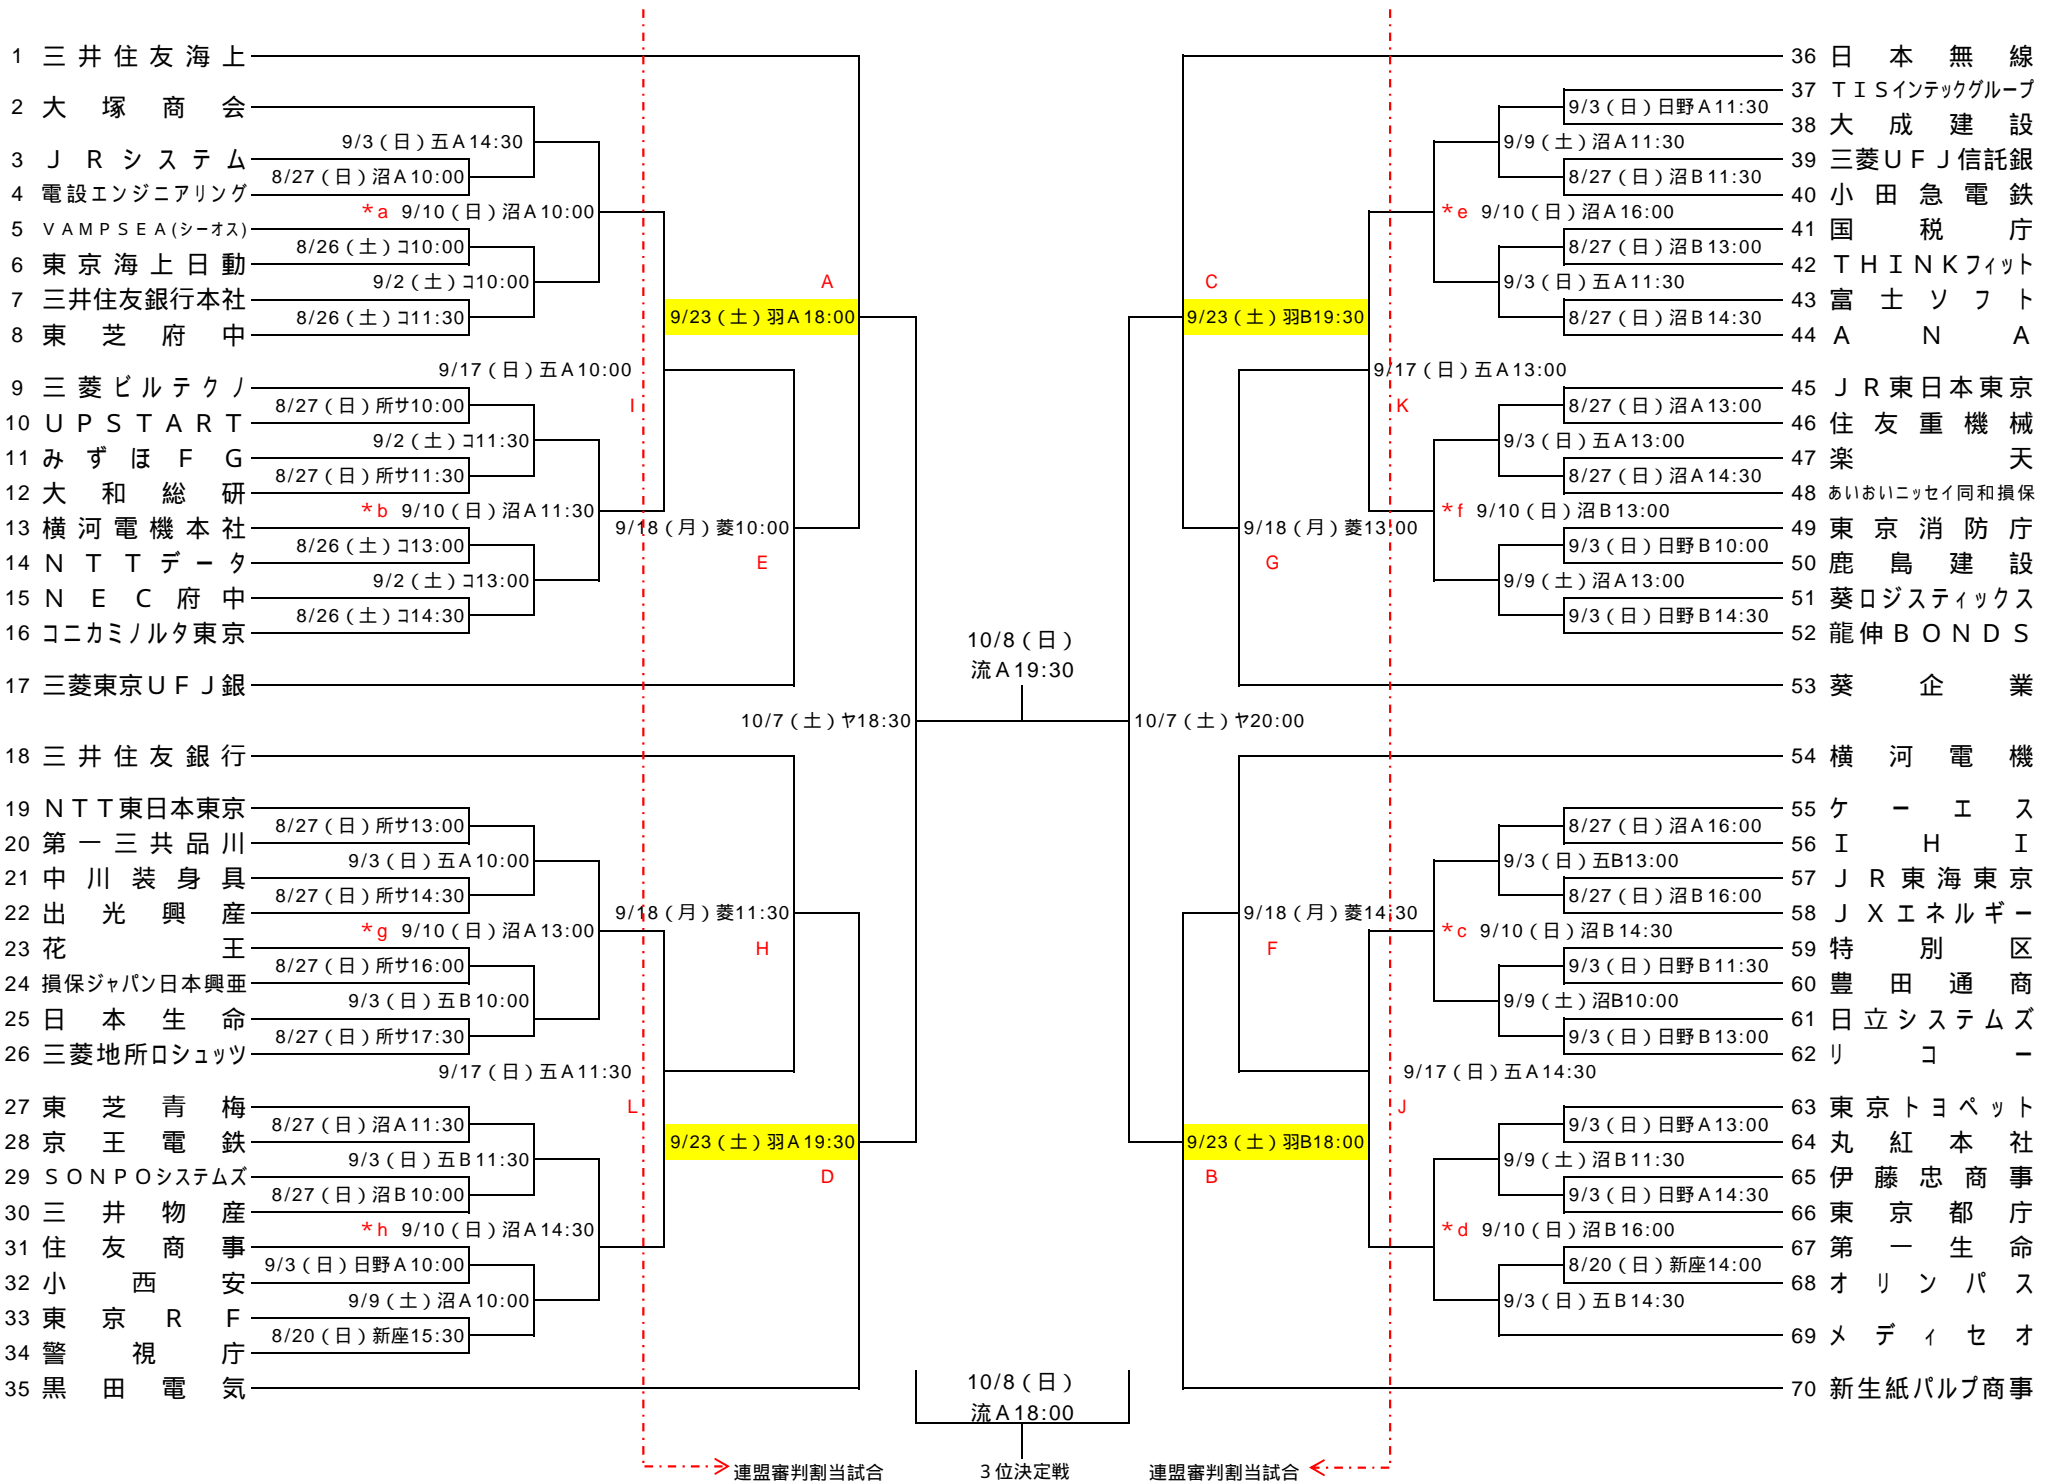 1 三井住友海上
2 大塚商会
9/3(日)五A14:30
3 JRシステム
8/27(日)沼A10:00
4 電設エンジニアリング
*a 9/10(日)沼A10:00
5 VAMPSEA(シーオス)
8/26(土)コ10:00
6 東京海上日動
9/2(土)コ10:00
7 三井住友銀行本社
8/26(土)コ11:30
8 東芝府中
A
9/23(土)羽A18:00
9/17(日)五A10:00
I
9 三菱ビルテクノ
8/27(日)所サ10:00
10 UPSTART
9/2(土)コ11:30
11 みずほFG
8/27(日)所サ11:30
12 大和総研
*b 9/10(日)沼A11:30
13 横河電機本社
8/26(土)コ13:00
14 NTTデータ
9/2(土)コ13:00
15 NEC府中
8/26(土)コ14:30
16 コニカミノルタ東京
9/18(月)菱10:00
E
17 三菱東京UFJ銀
10/7(土)ヤ18:30
18 三井住友銀行
19 NTT東日本東京
8/27(日)所サ13:00
20 第一三共品川
9/3(日)五A10:00
21 中川装身具
8/27(日)所サ14:30
22 出光興産
*g 9/10(日)沼A13:00
23 花王
8/27(日)所サ16:00
24 損保ジャパン日本興亜
9/3(日)五B10:00
25 日本生命
8/27(日)所サ17:30
26 三菱地所ロシュッツ
9/18(月)菱11:30
H
9/17(日)五A11:30
L
27 東芝青梅
8/27(日)沼A11:30
28 京王電鉄
9/3(日)五B11:30
29 SONPOシステムズ
8/27(日)沼B10:00
30 三井物産
*h 9/10(日)沼A14:30
31 住友商事
9/3(日)日野A10:00
32 小西安
9/9(土)沼A10:00
33 東京RF
8/20(日)新座15:30
34 警視庁
35 黒田電気
9/23(土)羽A19:30
D
10/8(日)
流A19:30
36 日本無線
37 TISインテックグループ
9/3(日)日野A11:30
38 大成建設
9/9(土)沼A11:30
39 三菱UFJ信託銀
8/27(日)沼B11:30
40 小田急電鉄
*e 9/10(日)沼A16:00
41 国税庁
8/27(日)沼B13:00
42 THINKフィット
9/3(日)五A11:30
43 富士ソフト
8/27(日)沼B14:30
44 ANA
C
9/23(土)羽B19:30
9/17(日)五A13:00
K
45 JR東日本東京
8/27(日)沼A13:00
46 住友重機械
9/3(日)五A13:00
47 楽天
8/27(日)沼A14:30
48 あいおいニッセイ同和損保
*f 9/10(日)沼B13:00
49 東京消防庁
9/3(日)日野B10:00
50 鹿島建設
9/9(土)沼A13:00
51 葵ロジスティックス
9/3(日)日野B14:30
52 龍伸BONDS
9/18(月)菱13:00
G
53 葵企業
10/7(土)ヤ20:00
54 横河電機
55 ケーエス
8/27(日)沼A16:00
56 IHI
9/3(日)五B13:00
57 JR東海東京
8/27(日)沼B16:00
58 JXエネルギー
*c 9/10(日)沼B14:30
59 特別区
9/3(日)日野B11:30
60 豊田通商
9/9(土)沼B10:00
61 日立システムズ
9/3(日)日野B13:00
62 リコー
9/18(月)菱14:30
F
9/17(日)五A14:30
J
63 東京トヨペット
9/3(日)日野A13:00
64 丸紅本社
9/9(土)沼B11:30
65 伊藤忠商事
9/3(日)日野A14:30
66 東京都庁
*d 9/10(日)沼B16:00
67 第一生命
8/20(日)新座14:00
68 オリンパス
9/3(日)五B14:30
69 メディセオ
70 新生紙パルプ商事
9/23(土)羽B18:00
B
10/8(日)
流A18:00
連盟審判割当試合
3位決定戦
連盟審判割当試合